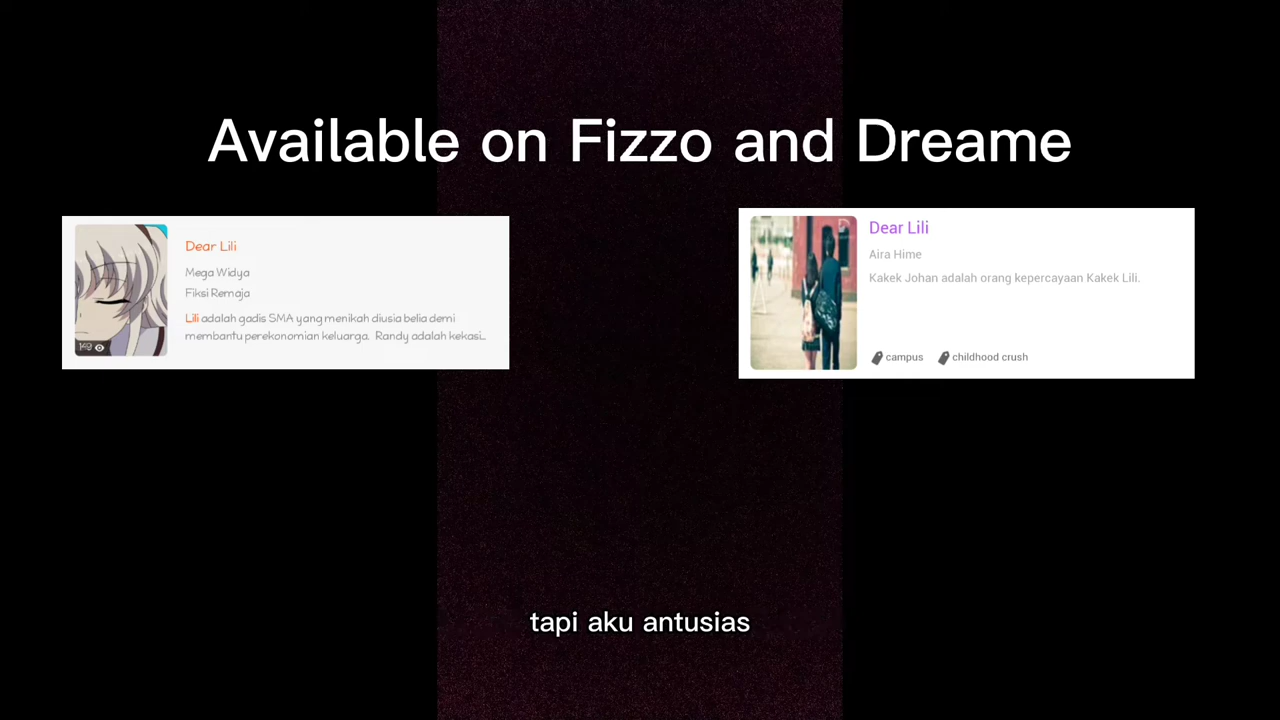 Available on Fizzo and Dreame
Dear Lili
Mega Widya
Fiksi Remaja
Lili adalah gadis SMA yang menikah diusia belia demi
membantu perekonomian keluarga. Randy adalah kekasi...
149
Dear Lili
Aira Hime
Kakek Johan adalah orang kepercayaan Kakek Lili.
campus childhood crush
tapi aku antusias